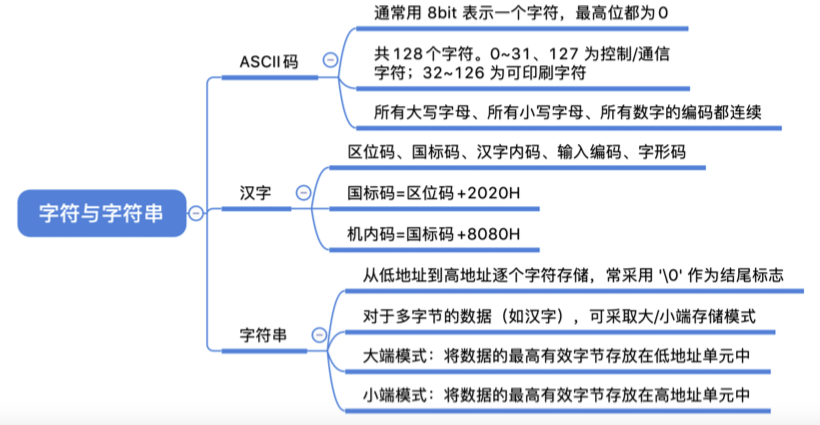 字符与字符串
ASCII码
通常用 8bit 表示一个字符，最高位都为0
共128个字符。0~31、127 为控制/通信
字符；32~126 为可印刷字符
所有大写字母、所有小写字母、所有数字的编码都连续
汉字
区位码、国标码、汉字内码、输入编码、字形码
国标码=区位码+2020H
机内码=国标码+8080H
字符串
从低地址到高地址逐个字符存储，常采用 '\0' 作为结尾标志
对于多字节的数据（如汉字），可采取大/小端存储模式
大端模式：将数据的最高有效字节存放在低地址单元中
小端模式：将数据的最高有效字节存放在高地址单元中